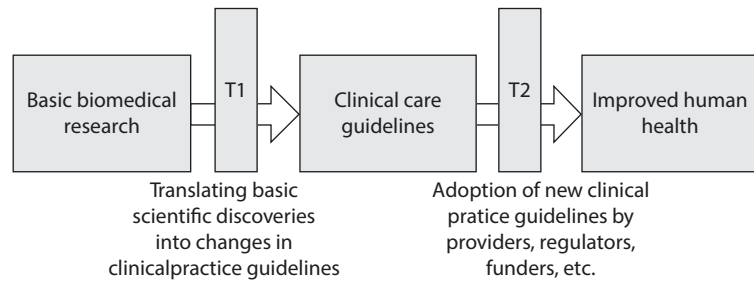 Basic biomedical
research
T1
Clinical care
guidelines
T2
Improved human
health
Translating basic
scientific discoveries
into changes in
clinicalpractice guidelines
Adoption of new clinical
pratice guidelines by
providers, regulators,
funders, etc.